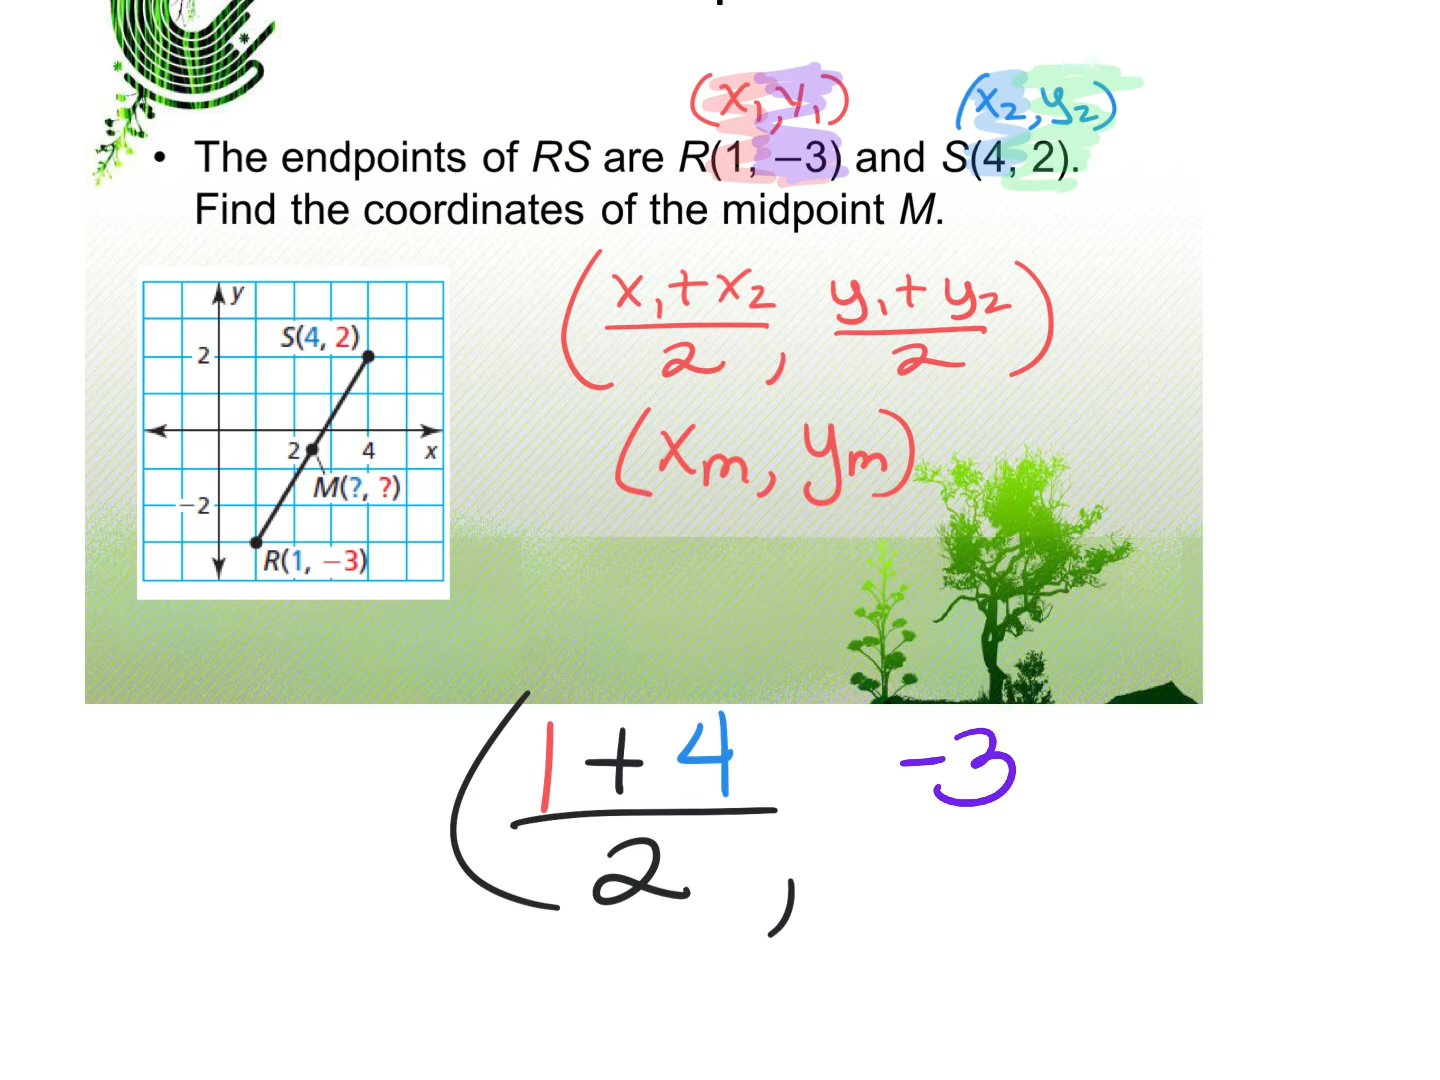 (x₁, y₁) (x₂, y₂)
• The endpoints of RS are R(1, −3) and S(4, 2).
Find the coordinates of the midpoint M.
(x₁+x₂/2, y₁+y₂/2)
(xm, ym)
y
S(4, 2)
2
2 4 x
M(?, ?)
−2
R(1, −3)
(1+4/2, -3